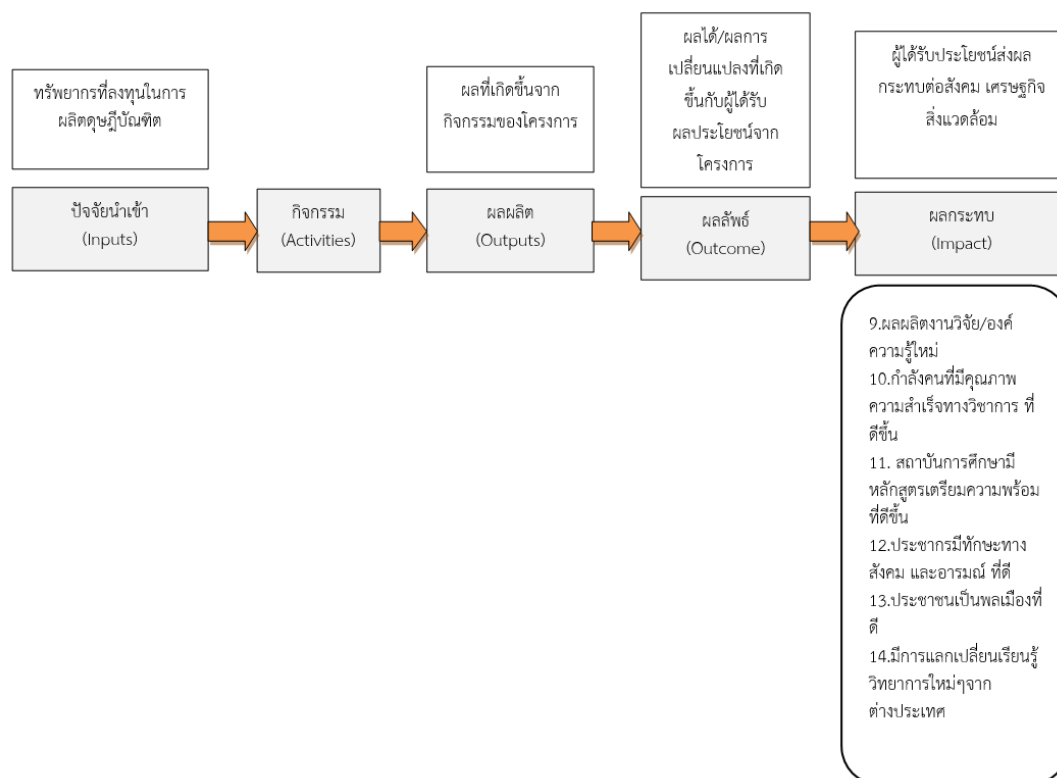 ทรัพยากรที่ลงทุนในการ
ผลิตดุษฎีบัณฑิต
ผลที่เกิดขึ้นจาก
กิจกรรมของโครงการ
ผลได้/ผลการ
เปลี่ยนแปลงที่เกิด
ขึ้นกับผู้ได้รับ
ผลประโยชน์จาก
โครงการ
ผู้ได้รับประโยชน์ส่งผล
กระทบต่อสังคม เศรษฐกิจ
สิ่งแวดล้อม
ปัจจัยนำเข้า
(Inputs)
กิจกรรม
(Activities)
ผลผลิต
(Outputs)
ผลลัพธ์
(Outcome)
ผลกระทบ
(Impact)
9.ผลผลิตงานวิจัย/องค์
ความรู้ใหม่
10.กำลังคนที่มีคุณภาพ
ความสำเร็จทางวิชาการ ที่
ดีขึ้น
11. สถาบันการศึกษามี
หลักสูตรเตรียมความพร้อม
ที่ดีขึ้น
12.ประชากรมีทักษะทาง
สังคม และอารมณ์ ที่ดี
13.ประชาชนเป็นพลเมืองที่
ดี
14.มีการแลกเปลี่ยนเรียนรู้
วิทยาการใหม่ๆจาก
ต่างประเทศ